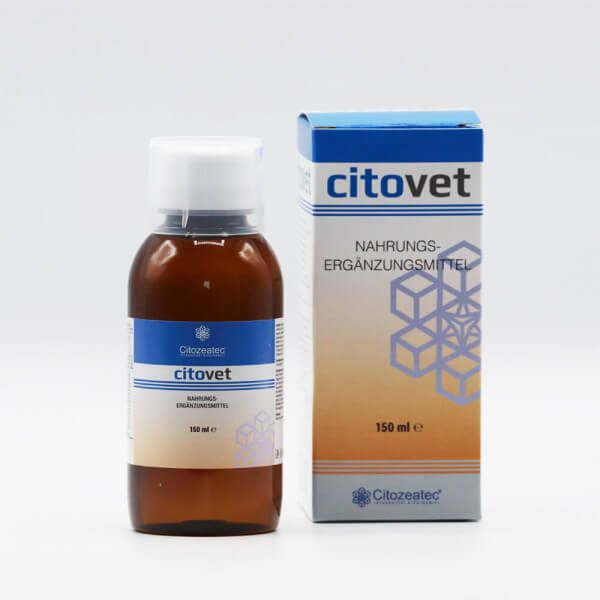 Citozeatec®
citovet
NAHRUNGS-
ERGÄNZUNGSMITTEL
150 ml ℮
citovet
NAHRUNGS-
ERGÄNZUNGSMITTEL
150 ml ℮
Citozeatec®